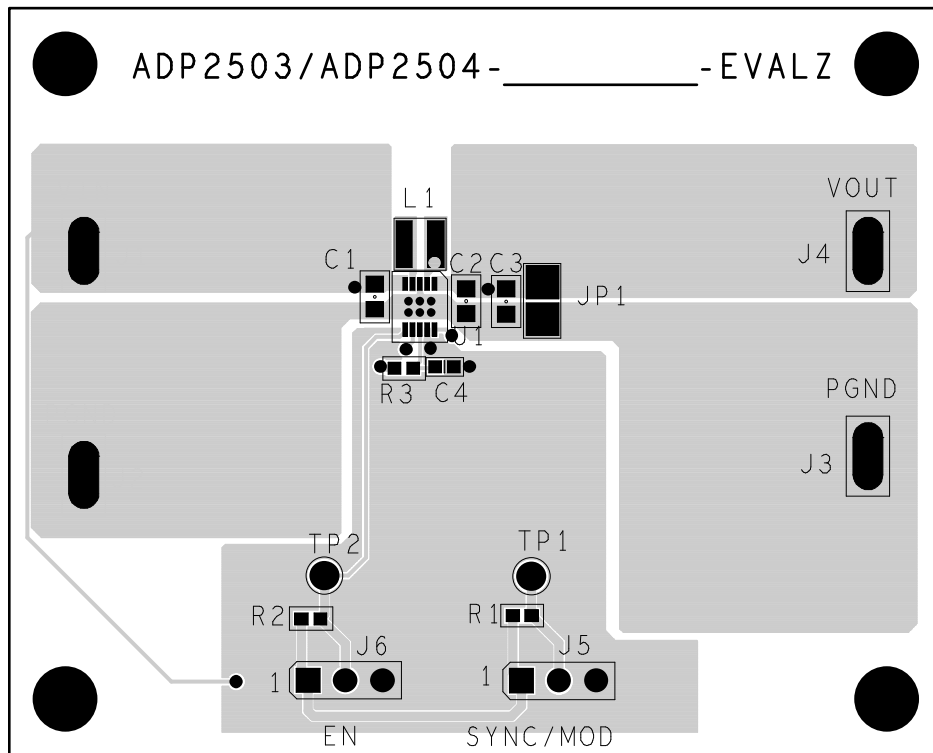 ADP2503/ADP2504-__________-EVALZ
VOUT
L1
J4
C1
C2
C3
JP1
J1
R3
C4
PGND
J3
TP2
TP1
R2
R1
J6
J5
1
1
EN
SYNC/MOD